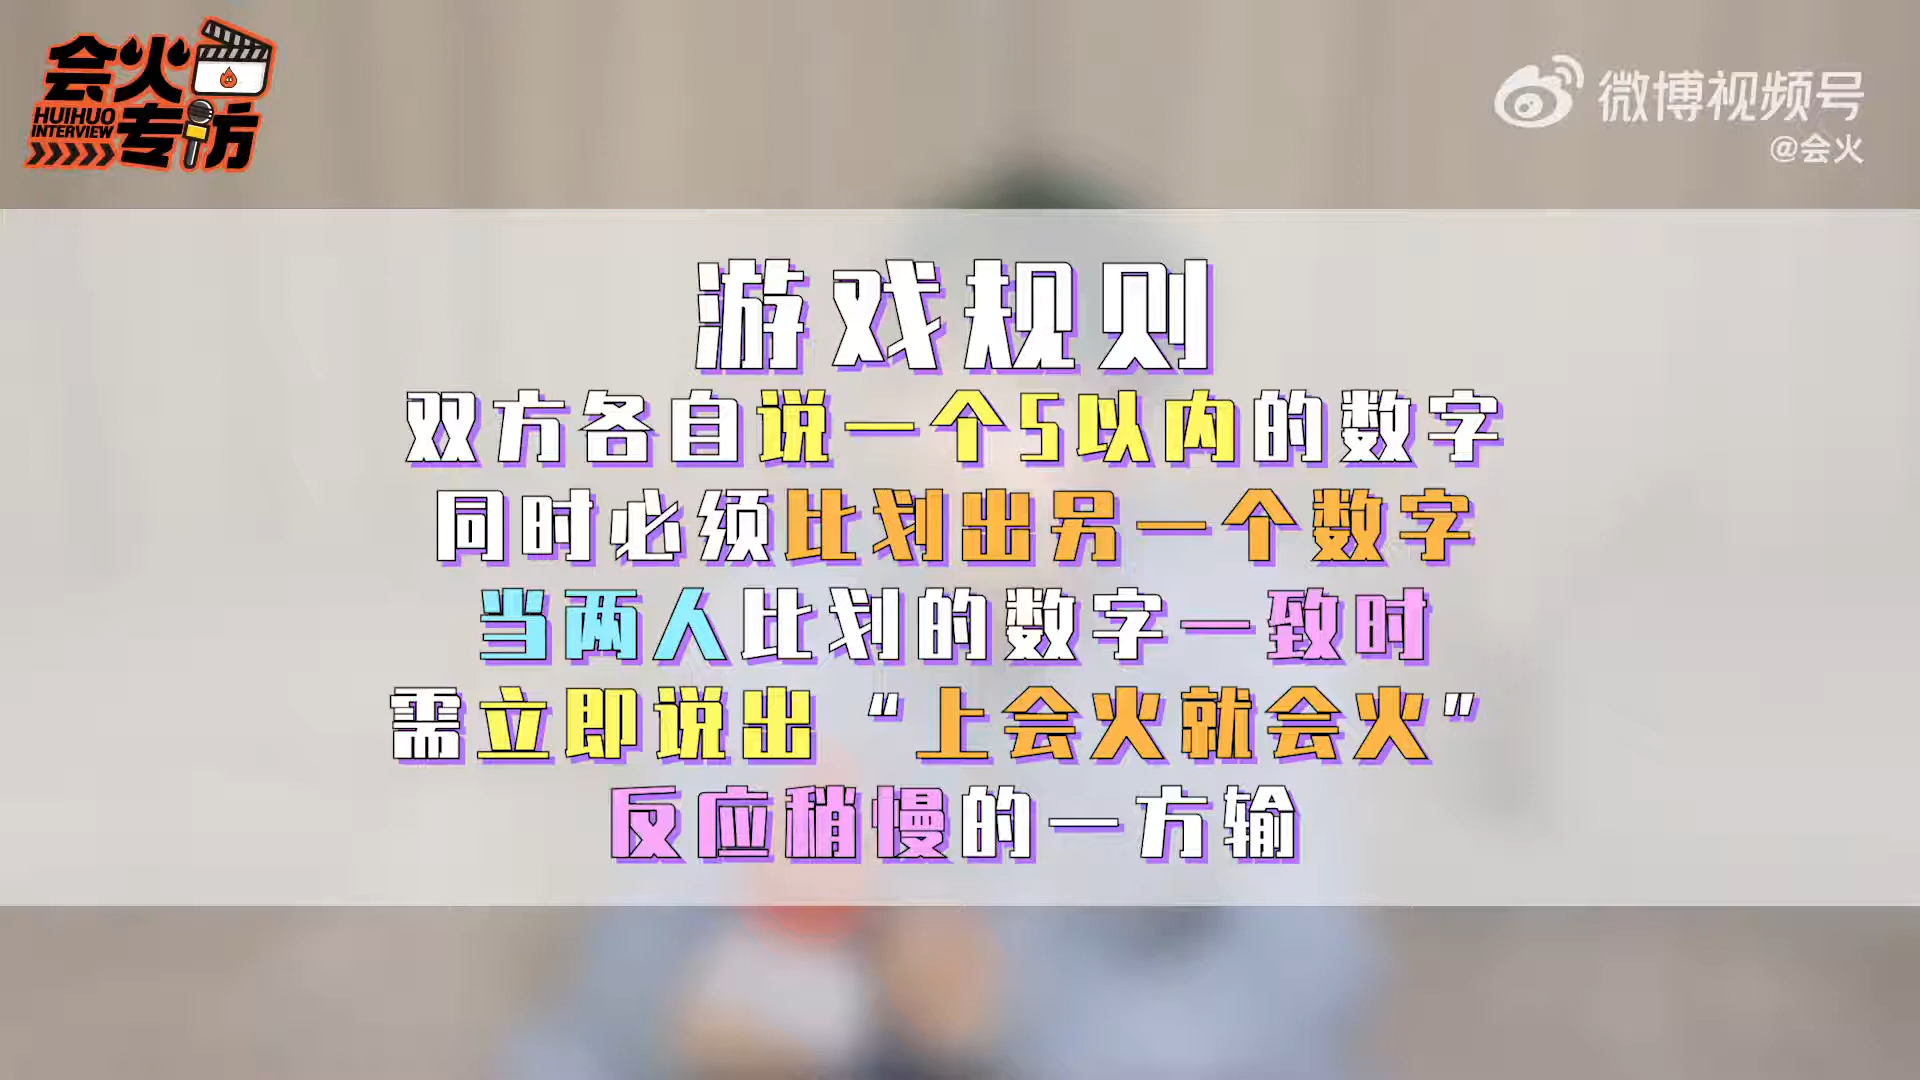 会火
专访
HUIHUO
INTERVIEW
微博视频号
@会火
游戏规则
双方各自说一个5以内的数字
同时必须比划出另一个数字
当两人比划的数字一致时
需立即说出“上会火就会火”
反应稍慢的一方输